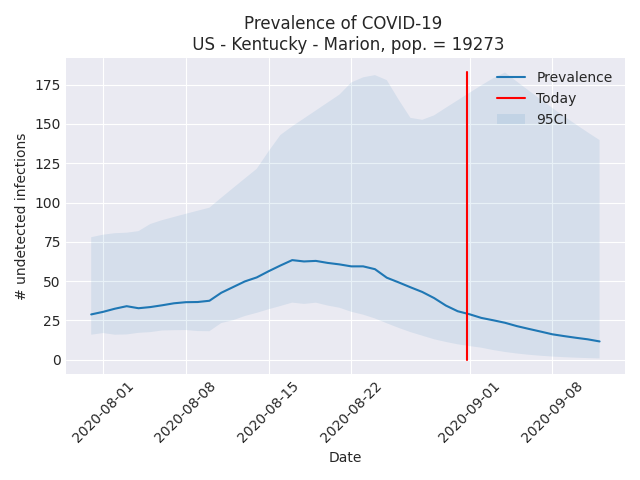 Prevalence of COVID-19
US - Kentucky - Marion, pop. = 19273
# undetected infections
175
150
125
100
75
50
25
0
Prevalence
Today
95CI
2020-08-01
2020-08-08
2020-08-15
2020-08-22
2020-09-01
2020-09-08
Date